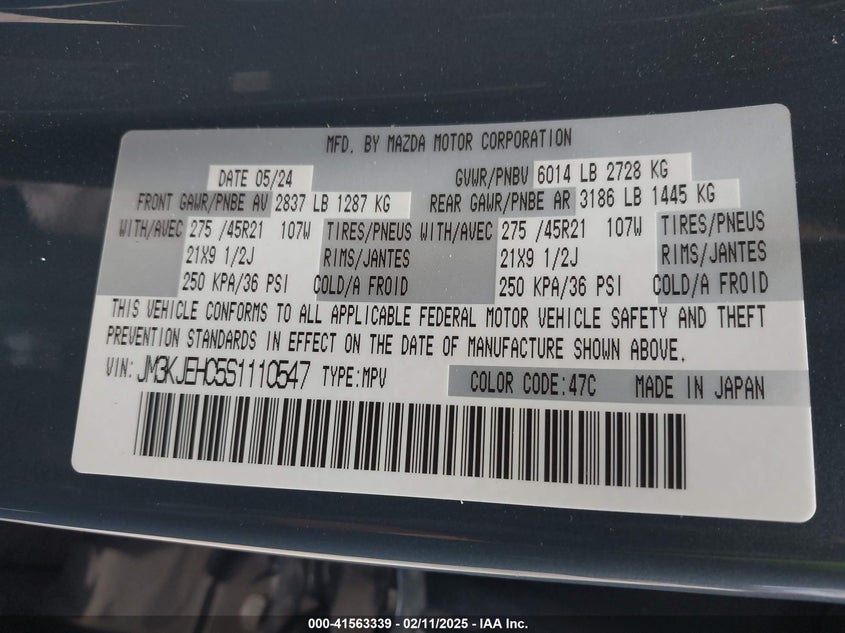 MFD. BY MAZDA MOTOR CORPORATION
DATE 05/24 GVWR/PNBV 6014 LB 2728 KG
FRONT GAWR/PNBE AV 2837 LB 1287 KG REAR GAWR/PNBE AR 3186 LB 1445 KG
WITH/AVEC 275 /45R21 107W TIRES/PNEUS WITH/AVEC 275 /45R21 107W TIRES/PNEUS
21X9 1/2J RIMS/JANTES 21X9 1/2J RIMS/JANTES
250 KPA/36 PSI COLD/A FROID 250 KPA/36 PSI COLD/A FROID
THIS VEHICLE CONFORMS TO ALL APPLICABLE FEDERAL MOTOR VEHICLE SAFETY AND THEFT
PREVENTION STANDARDS IN EFFECT ON THE DATE OF MANUFACTURE SHOWN ABOVE.
VIN: JM3KJEHC5S1110547 TYPE:MPV COLOR CODE:47C MADE IN JAPAN
000-41563339 - 02/11/2025 - IAA Inc.